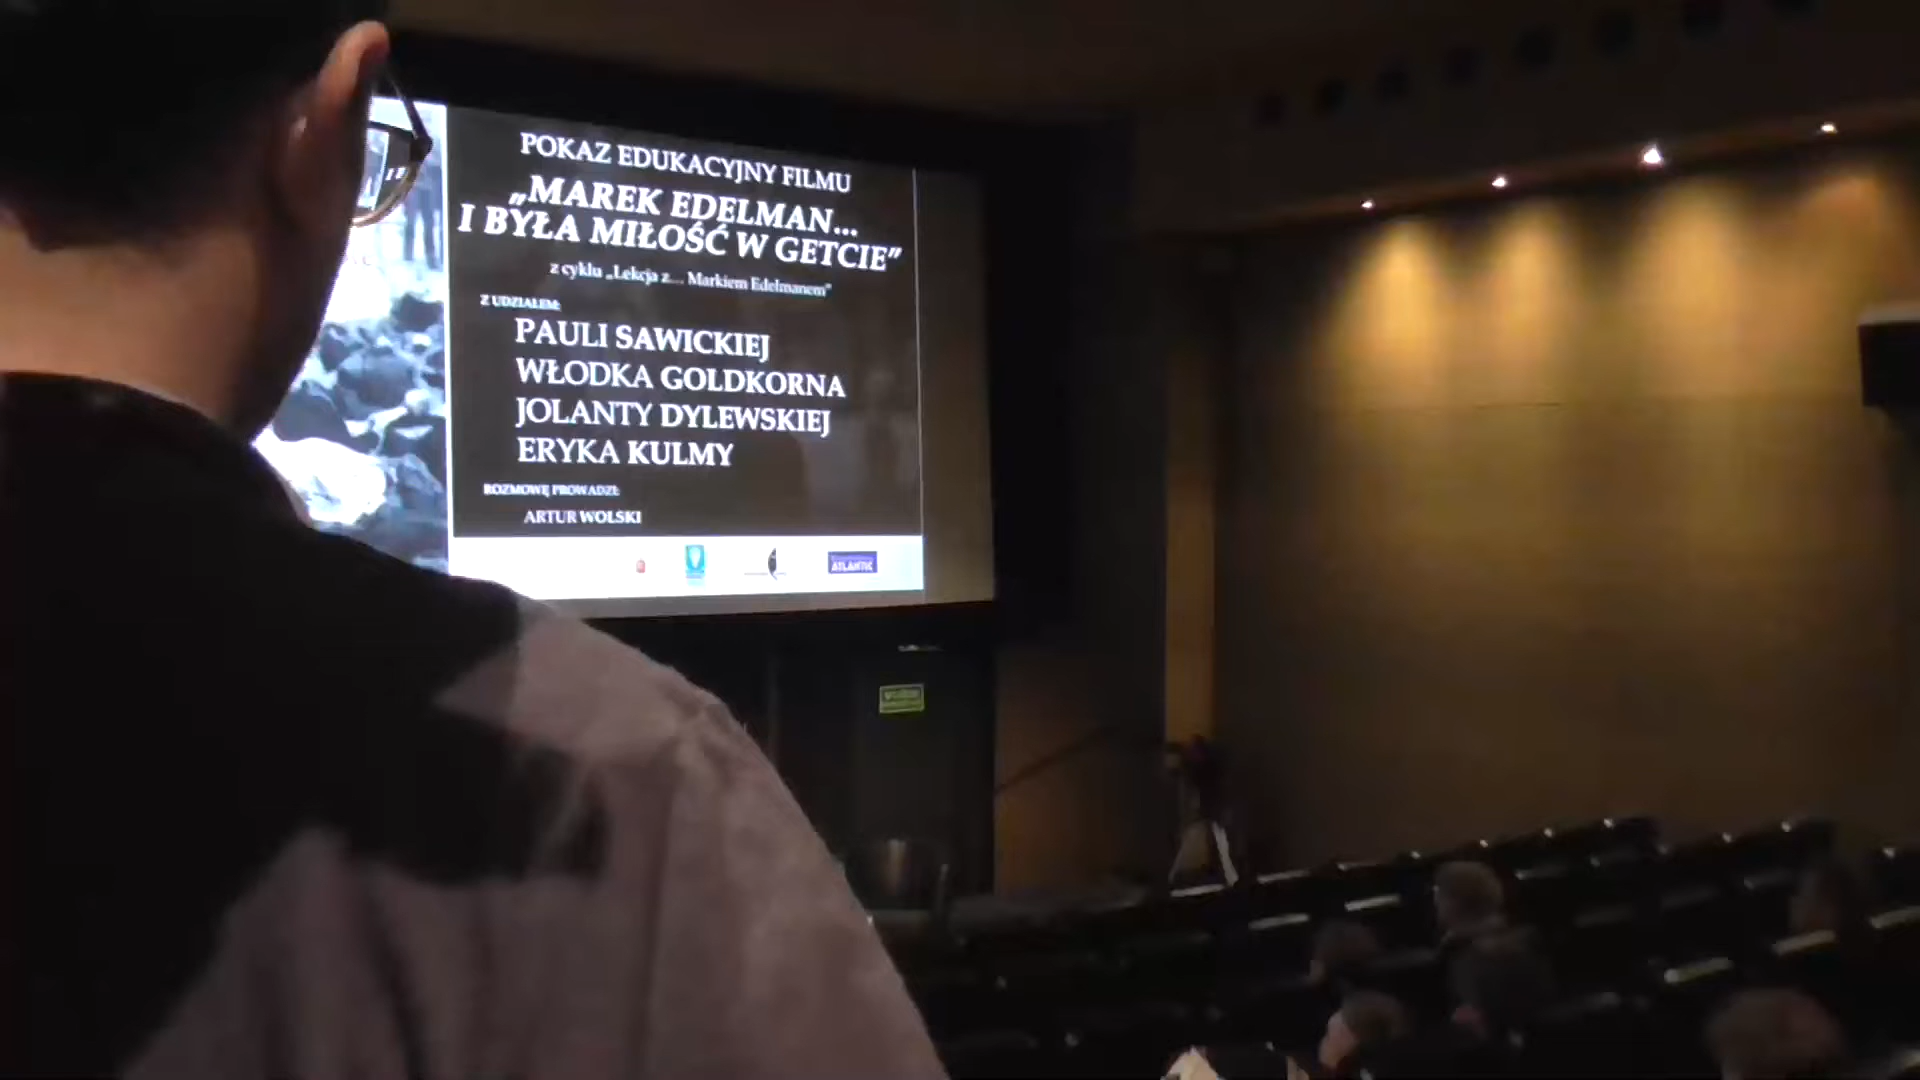 POKAZ EDUKACYJNY FILMU
„MAREK EDELMAN...
I BYŁA MIŁOŚĆ W GETCIE”
z cyklu „Lekcja z... Markiem Edelmanem”
Z UDZIAŁEM:
PAULI SAWICKIEJ
WŁODKA GOLDKORNA
JOLANTY DYLEWSKIEJ
ERYKA KULMY
ROZMOWĘ PROWADZI:
ARTUR WOLSKI
ATLANTIC